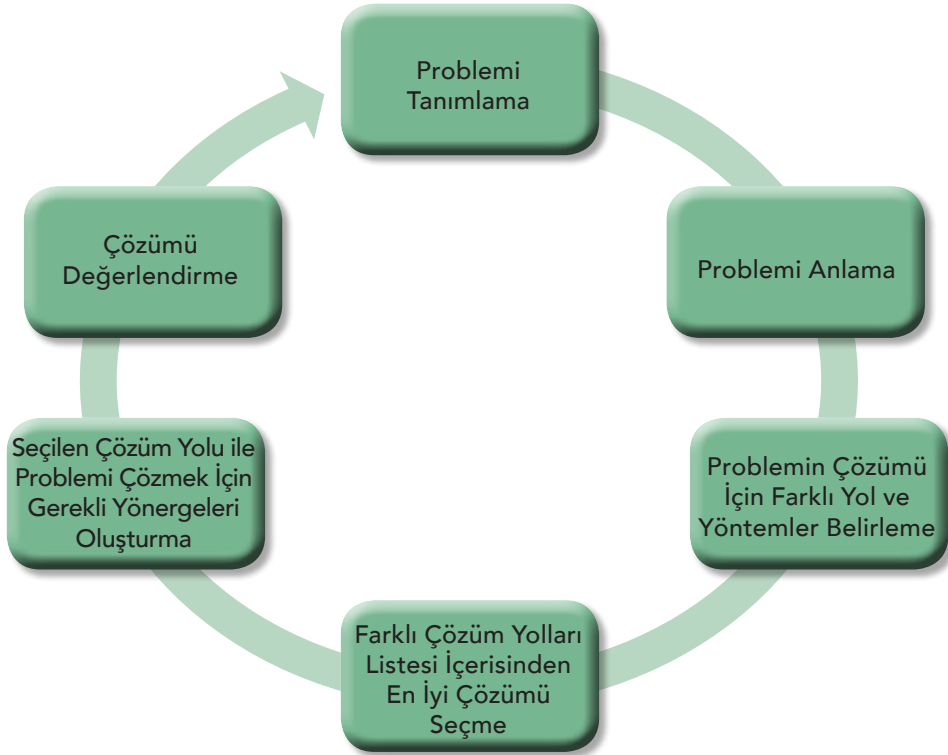 Problemi
Tanımlama
Problemi Anlama
Problemin Çözümü
İçin Farklı Yol ve
Yöntemler Belirleme
Farklı Çözüm Yolları
Listesi İçerisinden
En İyi Çözümü
Seçme
Seçilen Çözüm Yolu ile
Problemi Çözmek İçin
Gerekli Yönergeleri
Oluşturma
Çözümü
Değerlendirme